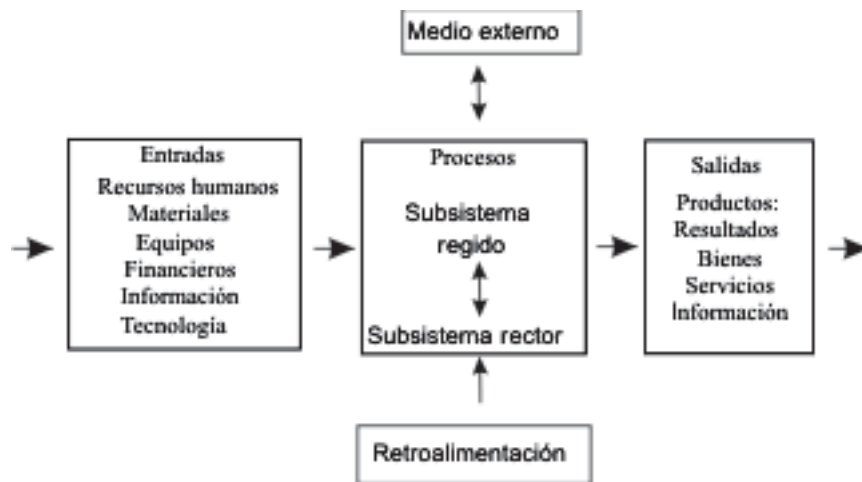 Medio externo
Entradas
Recursos humanos
Materiales
Equipos
Financieros
Información
Tecnología
Procesos
Subsistema
regido
Subsistema rector
Salidas
Productos:
Resultados
Bienes
Servicios
Información
Retroalimentación